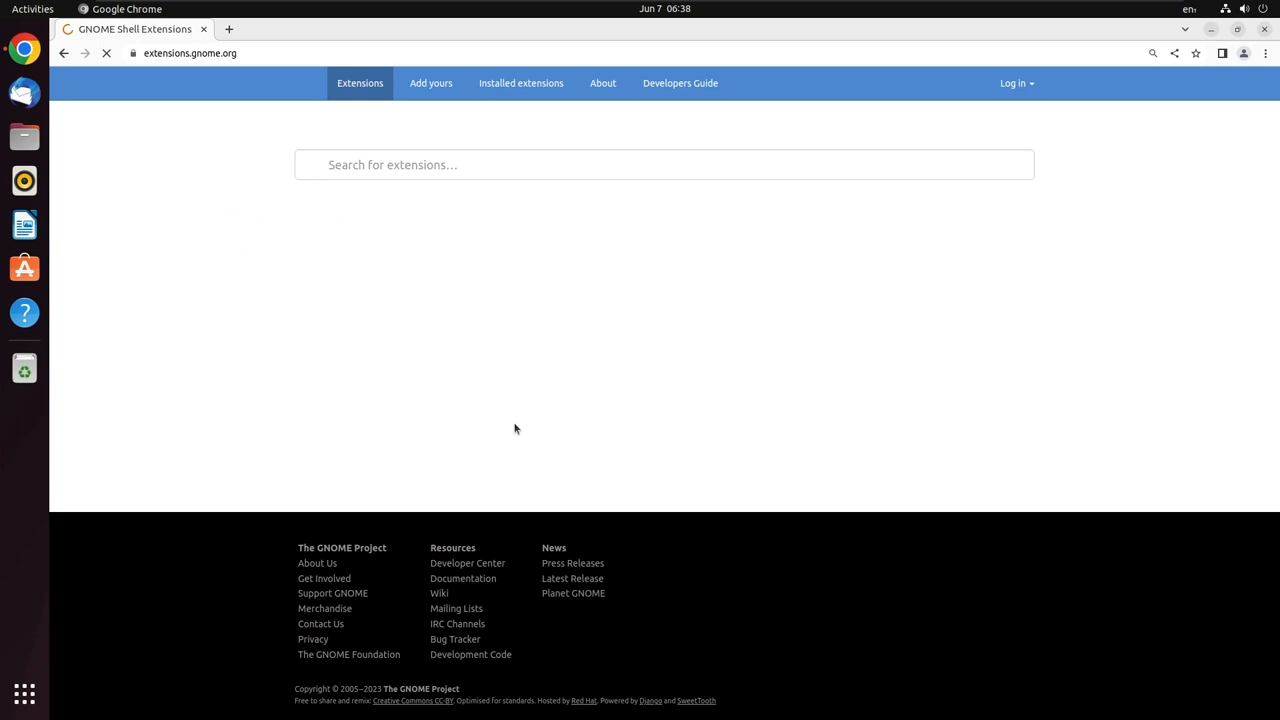 Activities
Google Chrome
Jun 7 06:38
en₁
GNOME Shell Extensions
extensions.gnome.org
Extensions
Add yours
Installed extensions
About
Developers Guide
Log in
Search for extensions…
The GNOME Project
About Us
Get Involved
Support GNOME
Merchandise
Contact Us
Privacy
The GNOME Foundation
Resources
Developer Center
Documentation
Wiki
Mailing Lists
IRC Channels
Bug Tracker
Development Code
News
Press Releases
Latest Release
Planet GNOME
Copyright © 2005–2023 The GNOME Project
Free to share and remix: Creative Commons CC-BY. Optimised for standards. Hosted by Red Hat. Powered by Django and SweetTooth